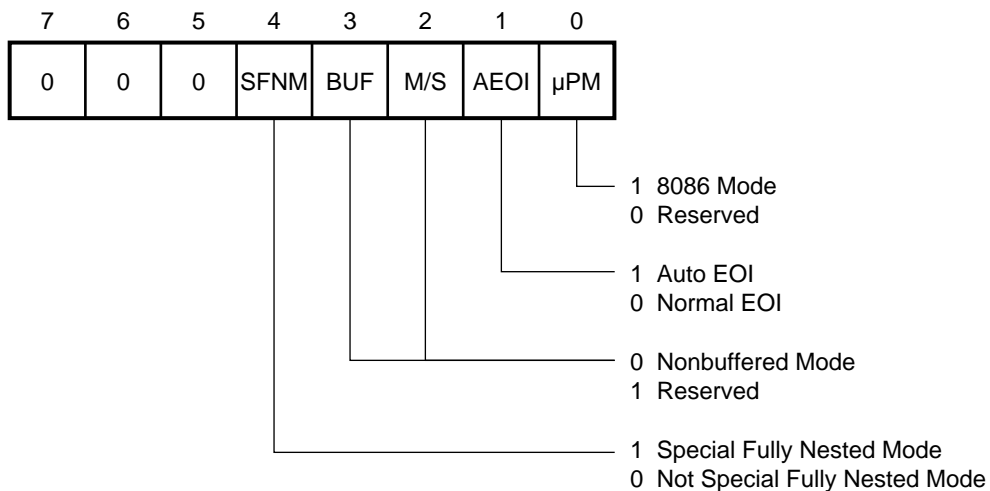 7 6 5 4 3 2 1 0
0 0 0 SFNM BUF M/S AEOI µPM
1 8086 Mode
0 Reserved
1 Auto EOI
0 Normal EOI
0 Nonbuffered Mode
1 Reserved
1 Special Fully Nested Mode
0 Not Special Fully Nested Mode